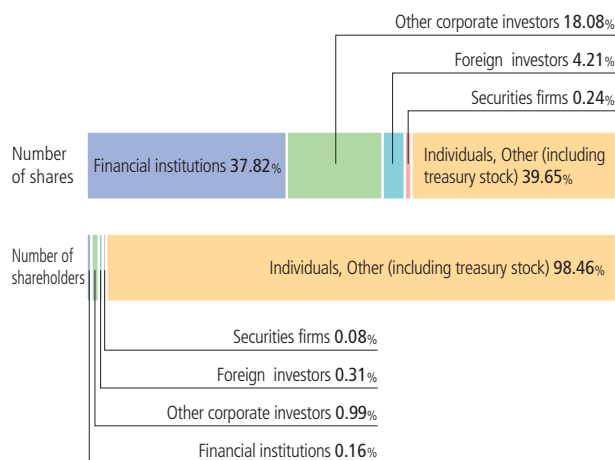 Other corporate investors 18.08%
Foreign investors 4.21%
Securities firms 0.24%
Number
of shares
Financial institutions 37.82%
Individuals, Other (including
treasury stock) 39.65%
Number of
shareholders
Individuals, Other (including treasury stock) 98.46%
Securities firms 0.08%
Foreign investors 0.31%
Other corporate investors 0.99%
Financial institutions 0.16%